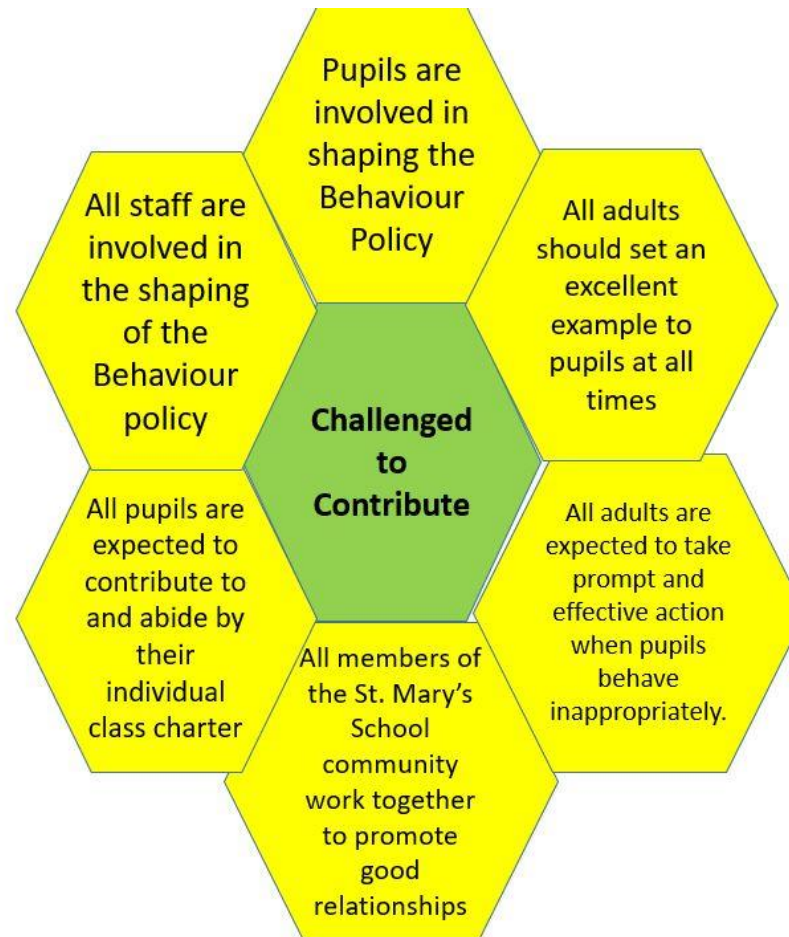 Pupils are
involved in
shaping the
Behaviour
Policy
All staff are
involved in
the shaping
of the
Behaviour
policy
All adults
should set an
excellent
example to
pupils at all
times
Challenged
to
Contribute
All pupils are
expected to
contribute to
and abide by
their
individual
class charter
All adults are
expected to take
prompt and
effective action
when pupils
behave
inappropriately.
All members of
the St. Mary’s
School
community
work together
to promote
good
relationships